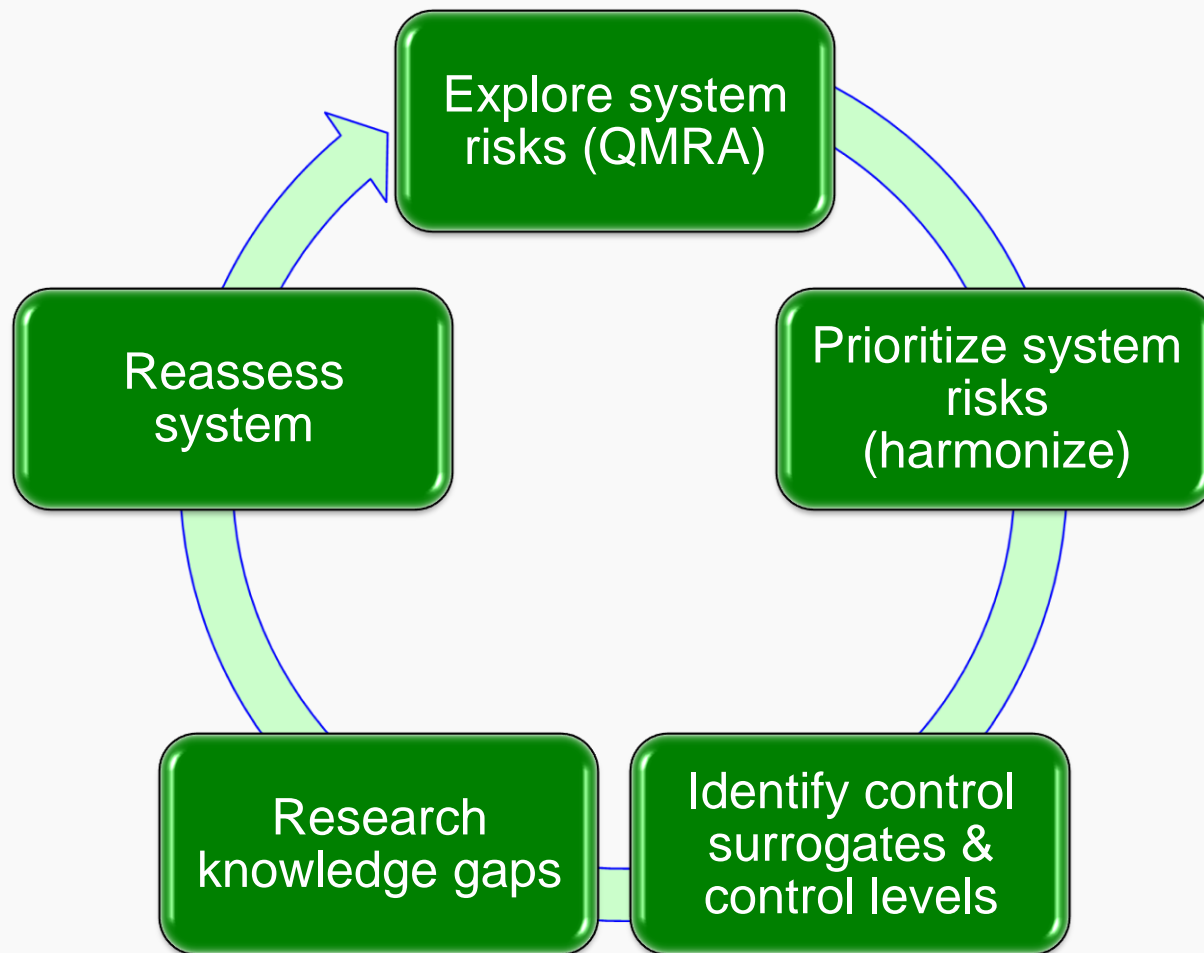 Explore system
risks (QMRA)
Prioritize system
risks
(harmonize)
Identify control
surrogates &
control levels
Research
knowledge gaps
Reassess
system